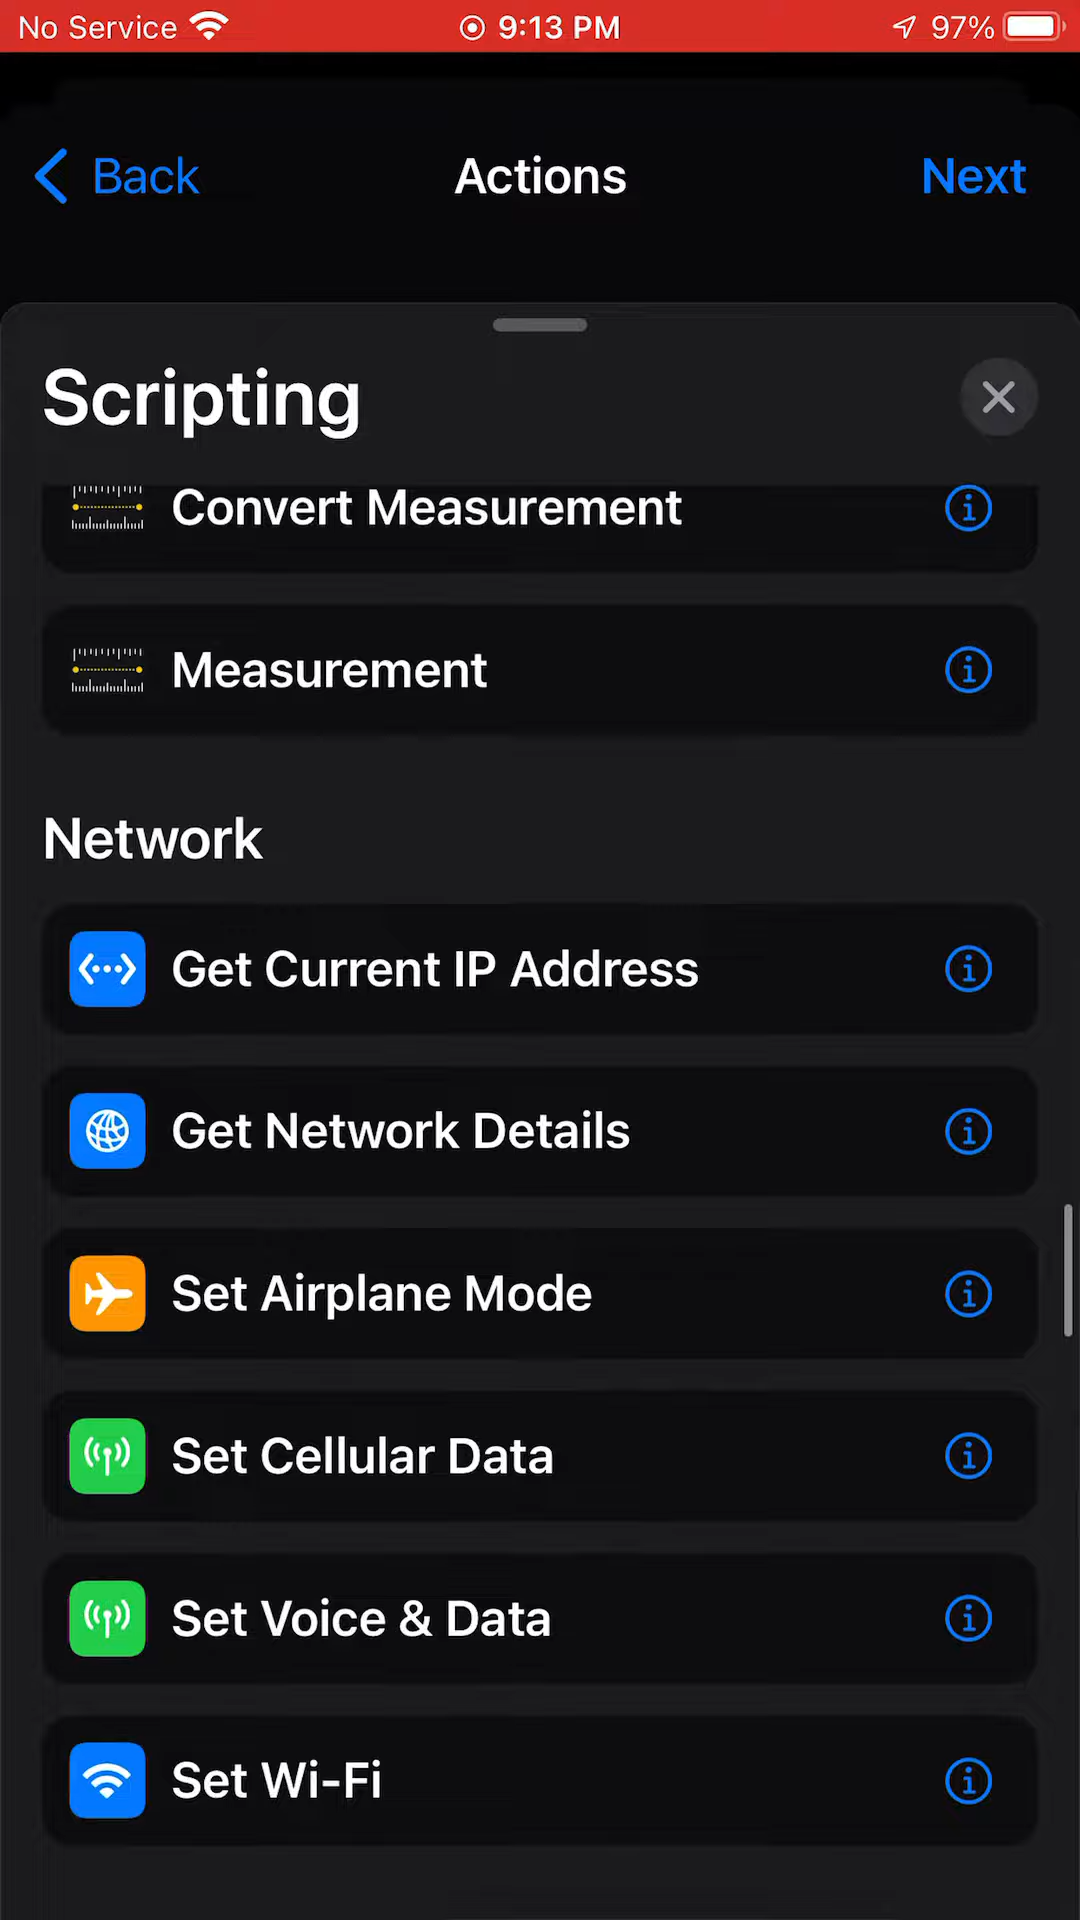 No Service 9:13 PM 97%
Back Actions Next
Scripting
Convert Measurement
Measurement
Network
Get Current IP Address
Get Network Details
Set Airplane Mode
Set Cellular Data
Set Voice & Data
Set Wi-Fi